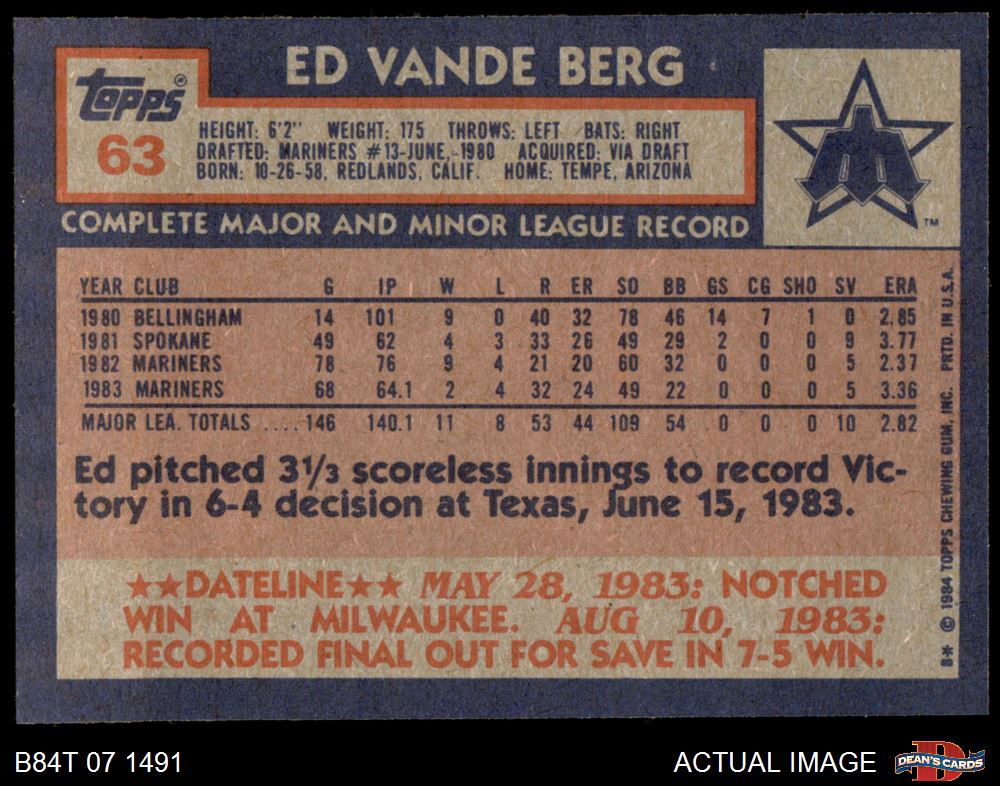 ED VANDE BERG
Topps®
63
HEIGHT: 6'2" WEIGHT: 175 THROWS: LEFT BATS: RIGHT
DRAFTED: MARINERS #13-JUNE, 1980 ACQUIRED: VIA DRAFT
BORN: 10-26-58, REDLANDS, CALIF. HOME: TEMPE, ARIZONA
TM
COMPLETE MAJOR AND MINOR LEAGUE RECORD
YEAR CLUB G IP W L R ER SO BB GS CG SHO SV ERA
1980 BELLINGHAM 14 101 9 0 40 32 78 46 14 7 1 0 2.85
1981 SPOKANE 49 62 4 3 33 26 49 29 2 0 0 9 3.77
1982 MARINERS 78 76 9 4 21 20 60 32 0 0 0 5 2.37
1983 MARINERS 68 64.1 2 4 32 24 49 22 0 0 0 5 3.36
MAJOR LEA. TOTALS ....146 140.1 11 8 53 44 109 54 0 0 0 10 2.82
Ed pitched 3⅓ scoreless innings to record Vic-
tory in 6-4 decision at Texas, June 15, 1983.
★★DATELINE★★ MAY 28, 1983: NOTCHED
WIN AT MILWAUKEE. AUG 10, 1983:
RECORDED FINAL OUT FOR SAVE IN 7-5 WIN.
B* © 1984 TOPPS CHEWING GUM, INC. PRTD. IN U.S.A.
B84T 07 1491
ACTUAL IMAGE
DEAN'S CARDS